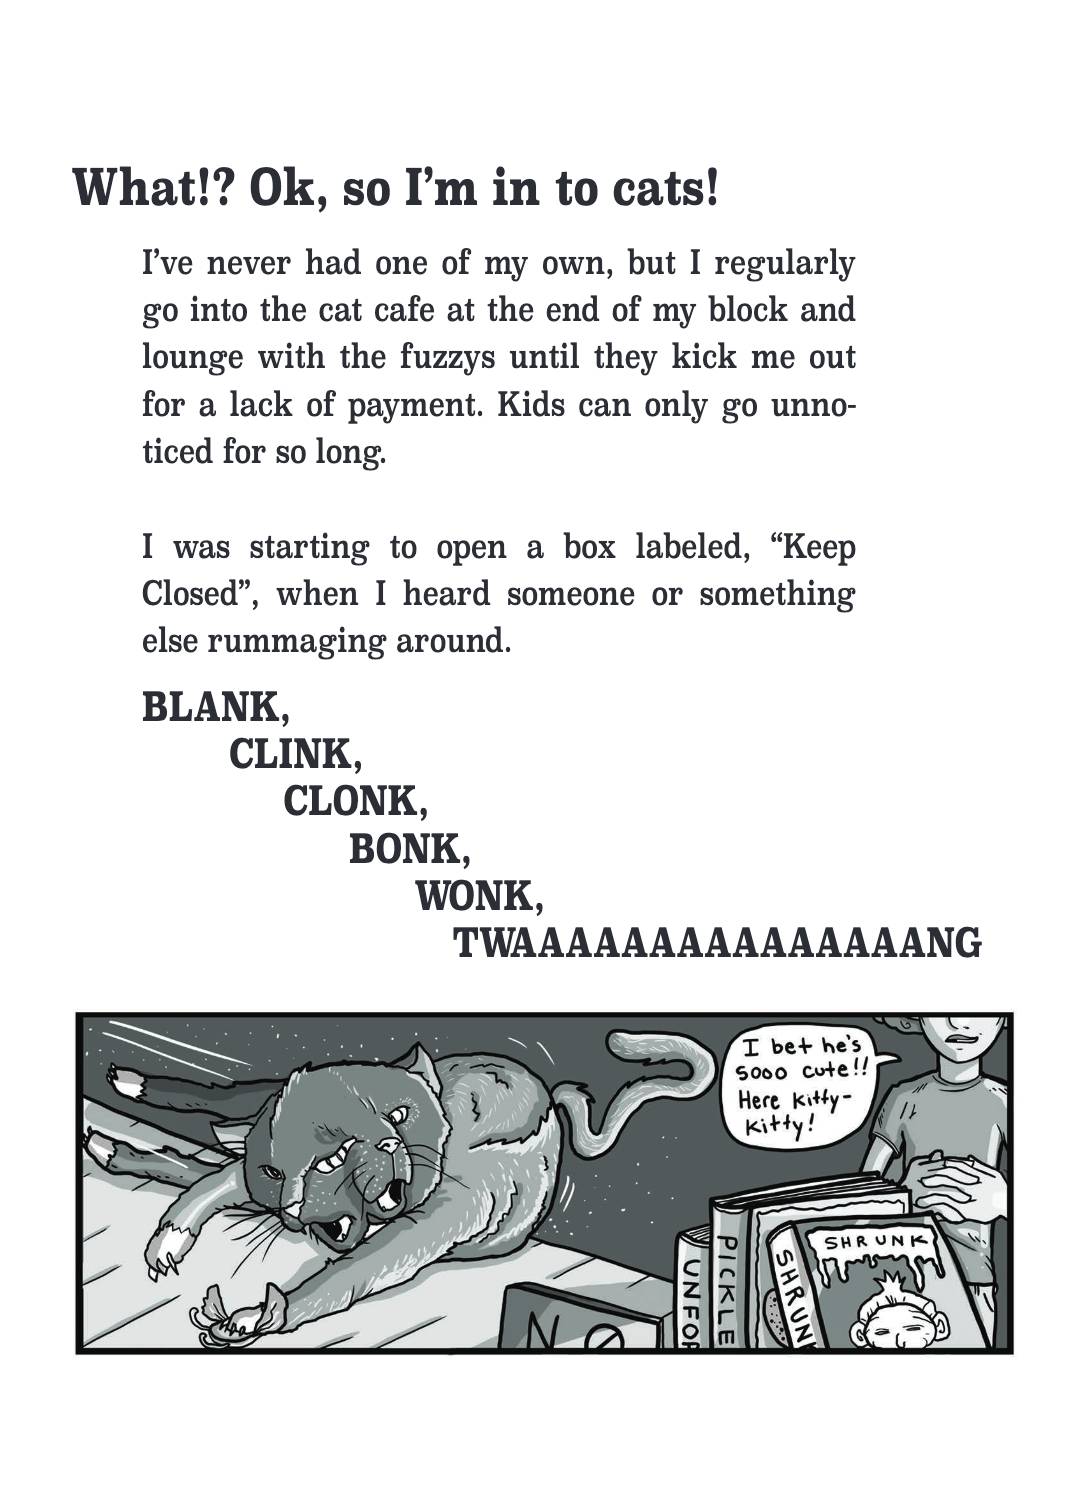 What!? Ok, so I'm in to cats!
I've never had one of my own, but I regularly
go into the cat cafe at the end of my block and
lounge with the fuzzys until they kick me out
for a lack of payment. Kids can only go unno-
ticed for so long.
I was starting to open a box labeled, “Keep
Closed”, when I heard someone or something
else rummaging around.
BLANK,
CLINK,
CLONK,
BONK,
WONK,
TWAAAAAAAAAAAAAAANG
I bet he's
sooo cute!!
Here Kitty-
Kitty!
NO
UNFOR
PICKLE
SHRUNK
SHRUNK